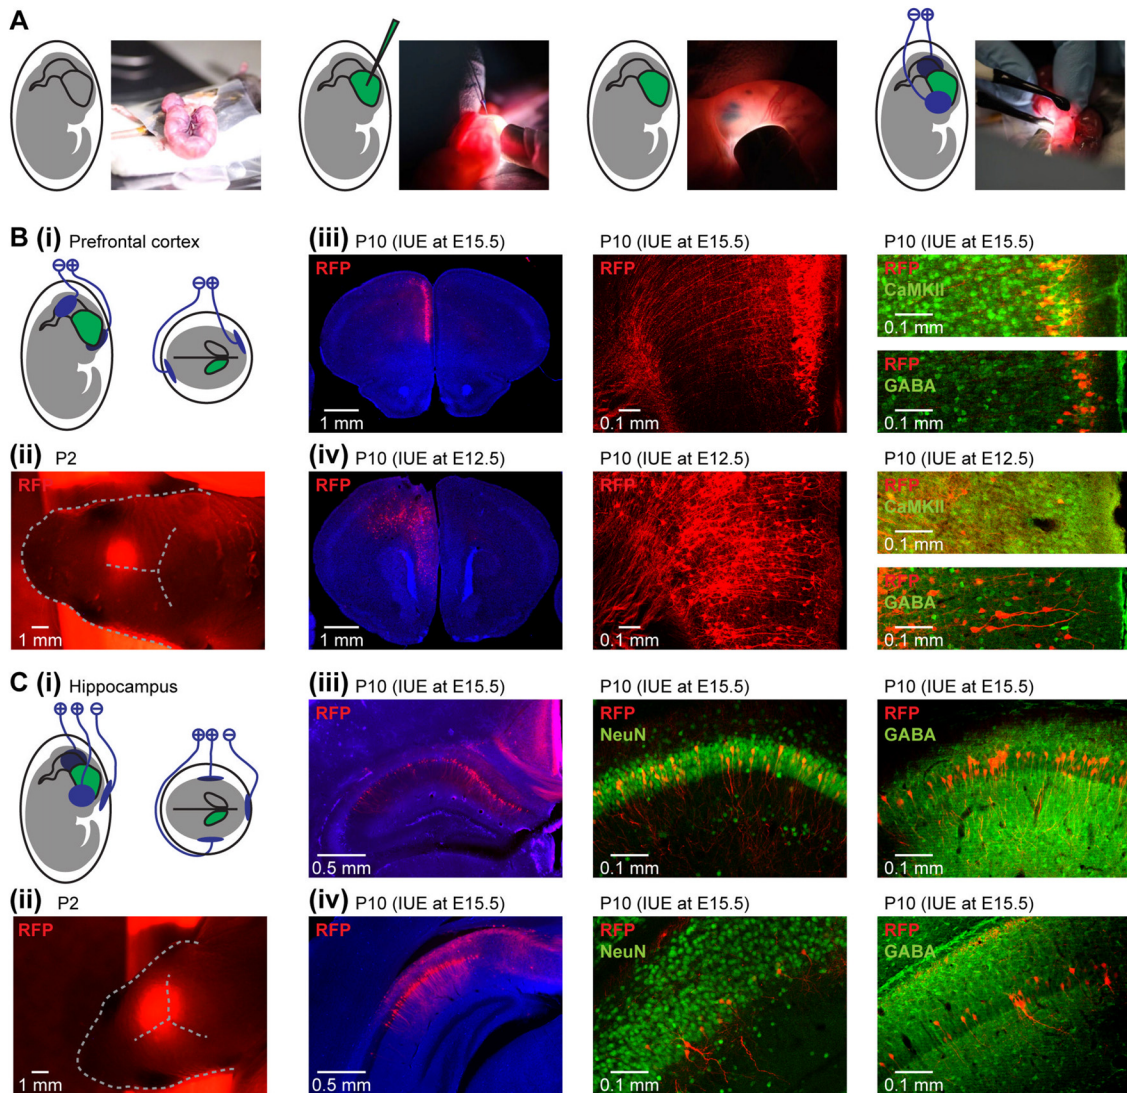 A
⊖ ⊕
B (i) Prefrontal cortex
⊖⊕
⊖⊕
(iii) P10 (IUE at E15.5)
RFP
1 mm
P10 (IUE at E15.5)
0.1 mm
P10 (IUE at E15.5)
RFP
CaMKII
0.1 mm
RFP
GABA
0.1 mm
(ii) P2
RFP
1 mm
(iv) P10 (IUE at E12.5)
RFP
1 mm
P10 (IUE at E12.5)
0.1 mm
P10 (IUE at E12.5)
RFP
CaMKII
0.1 mm
RFP
GABA
0.1 mm
C (i) Hippocampus
⊕ ⊕ ⊖
⊕⊕ ⊖
(iii) P10 (IUE at E15.5)
RFP
0.5 mm
P10 (IUE at E15.5)
RFP
NeuN
0.1 mm
P10 (IUE at E15.5)
RFP
GABA
0.1 mm
(ii) P2
RFP
1 mm
(iv) P10 (IUE at E15.5)
RFP
0.5 mm
P10 (IUE at E15.5)
RFP
NeuN
0.1 mm
P10 (IUE at E15.5)
RFP
GABA
0.1 mm